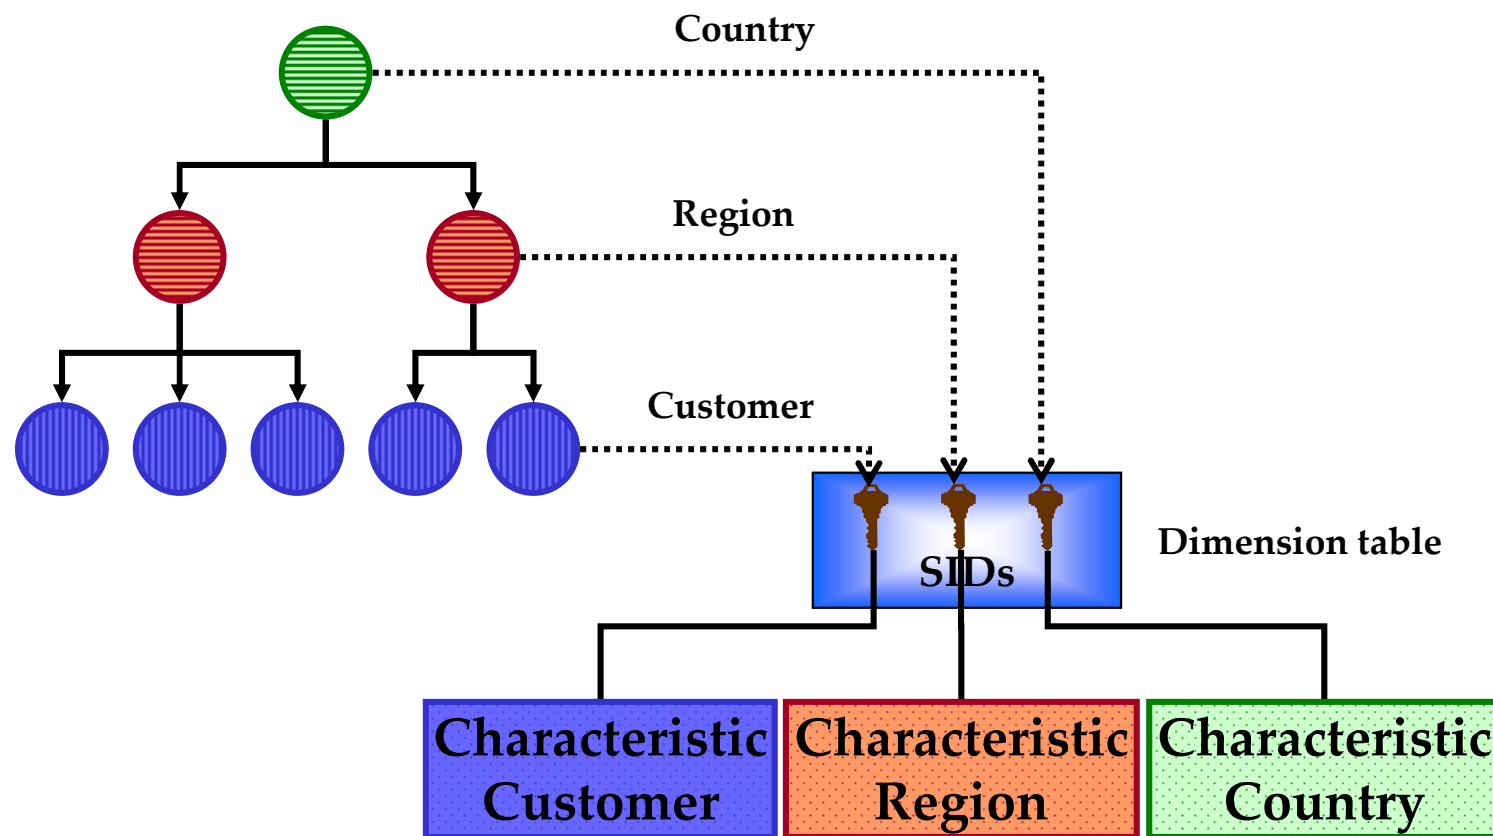 Country
Region
Customer
Dimension table
SIDs
Characteristic
Customer
Characteristic
Region
Characteristic
Country